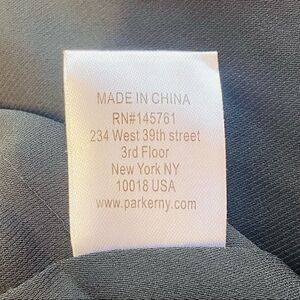 MADE IN CHINA
RN#145761
234 West 39th street
3rd Floor
New York NY
10018 USA
www.parkerny.com